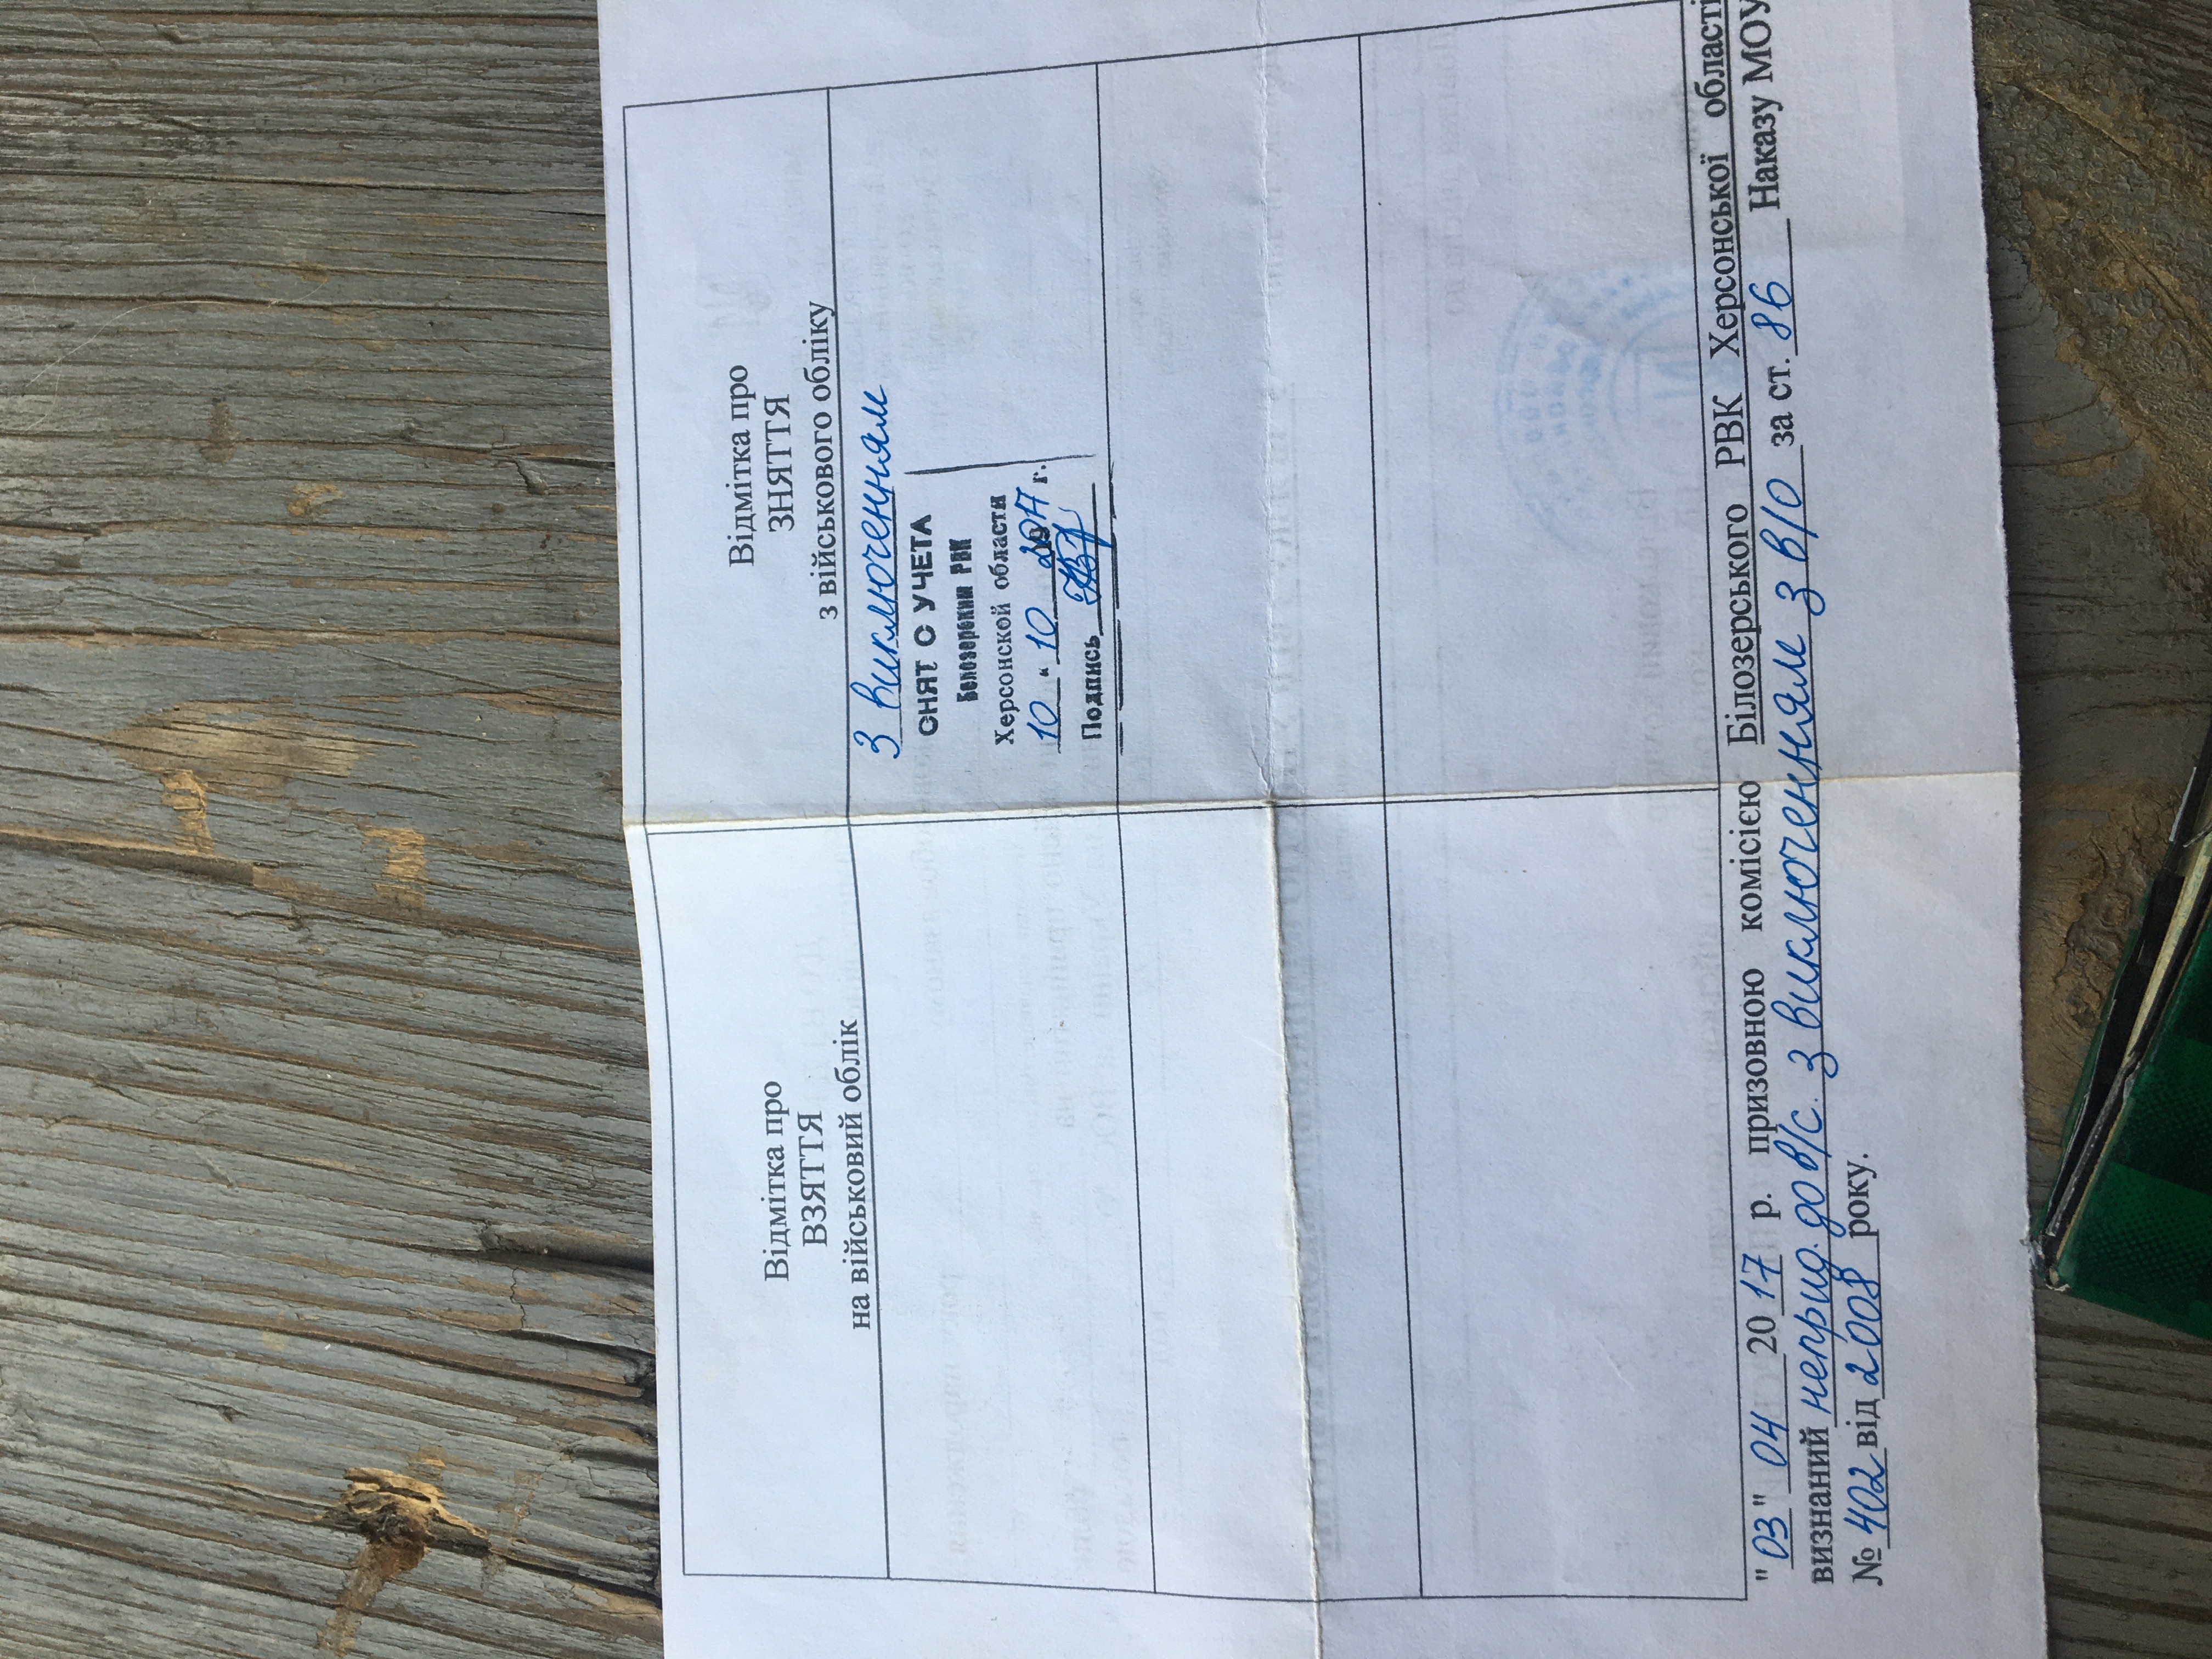 Відмітка про
ВЗЯТТЯ
на військовий облік
Відмітка про
ЗНЯТТЯ
з військового обліку
З виключенням
СНЯТ С УЧЕТА
Белозерским РВК
Херсонской области
10 " 10 2017 г.
Подпись
"03" 04 2017 р. призовною комісією Білозерського РВК Херсонської області
визнаний неприд. до в/с. з виключенням з в/о за ст. 86 Наказу МОУ
№ 402 від 2008 року.